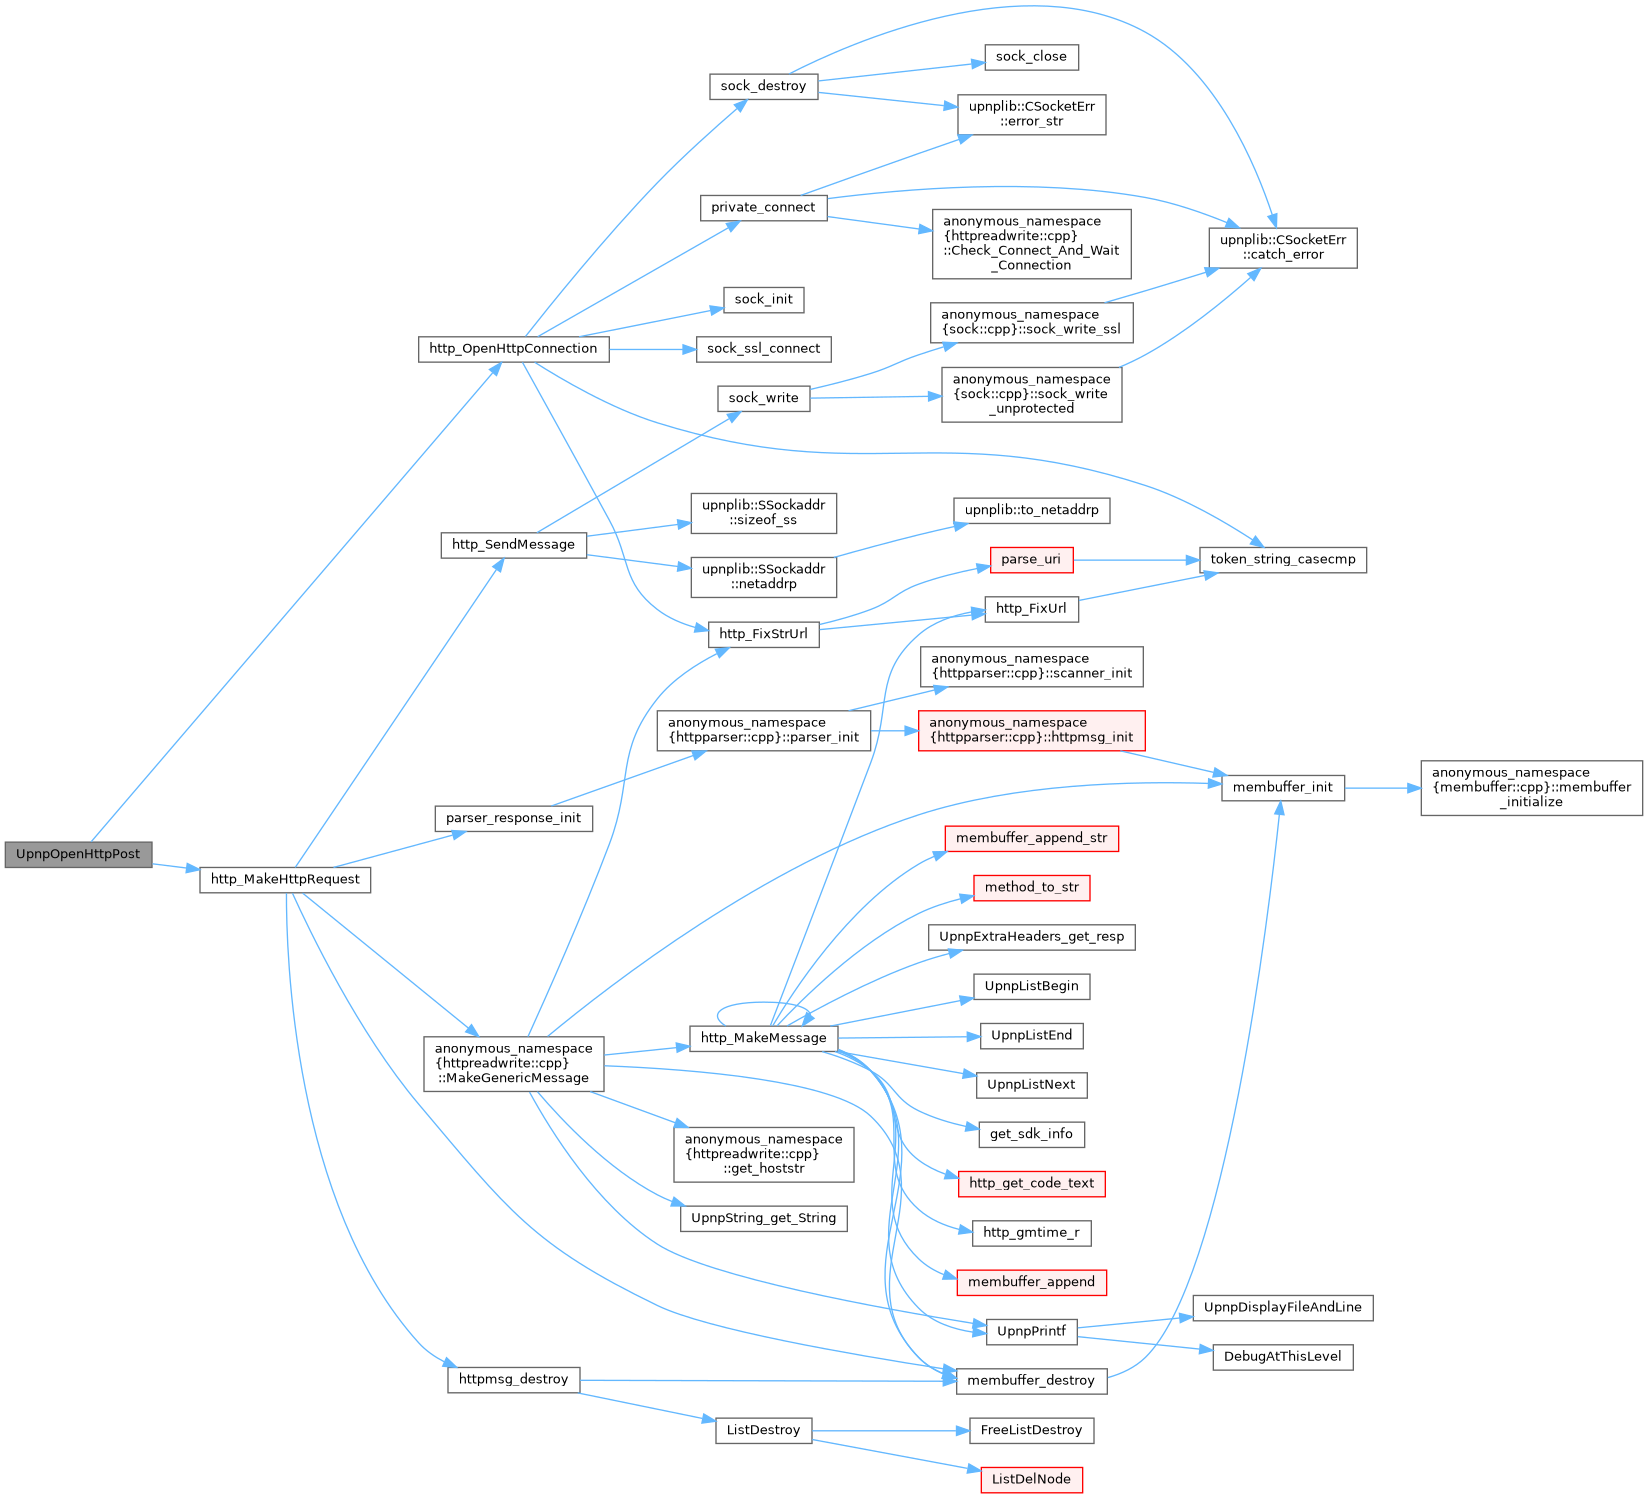 sock_close
sock_destroy
upnplib::CSocketErr
::error_str
private_connect
anonymous_namespace
{httpreadwrite::cpp}
::Check_Connect_And_Wait
_Connection
upnplib::CSocketErr
::catch_error
sock_init
anonymous_namespace
{sock::cpp}::sock_write_ssl
http_OpenHttpConnection
sock_ssl_connect
anonymous_namespace
{sock::cpp}::sock_write
_unprotected
sock_write
upnplib::SSockaddr
::sizeof_ss
upnplib::to_netaddrp
http_SendMessage
parse_uri
token_string_casecmp
upnplib::SSockaddr
::netaddrp
http_FixUrl
http_FixStrUrl
anonymous_namespace
{httpparser::cpp}::scanner_init
anonymous_namespace
{httpparser::cpp}::parser_init
anonymous_namespace
{httpparser::cpp}::httpmsg_init
membuffer_init
anonymous_namespace
{membuffer::cpp}::membuffer
_initialize
parser_response_init
membuffer_append_str
UpnpOpenHttpPost
http_MakeHttpRequest
method_to_str
UpnpExtraHeaders_get_resp
UpnpListBegin
http_MakeMessage
UpnpListEnd
anonymous_namespace
{httpreadwrite::cpp}
::MakeGenericMessage
UpnpListNext
get_sdk_info
anonymous_namespace
{httpreadwrite::cpp}
::get_hoststr
http_get_code_text
UpnpString_get_String
http_gmtime_r
membuffer_append
UpnpDisplayFileAndLine
UpnpPrintf
DebugAtThisLevel
httpmsg_destroy
membuffer_destroy
ListDestroy
FreeListDestroy
ListDelNode